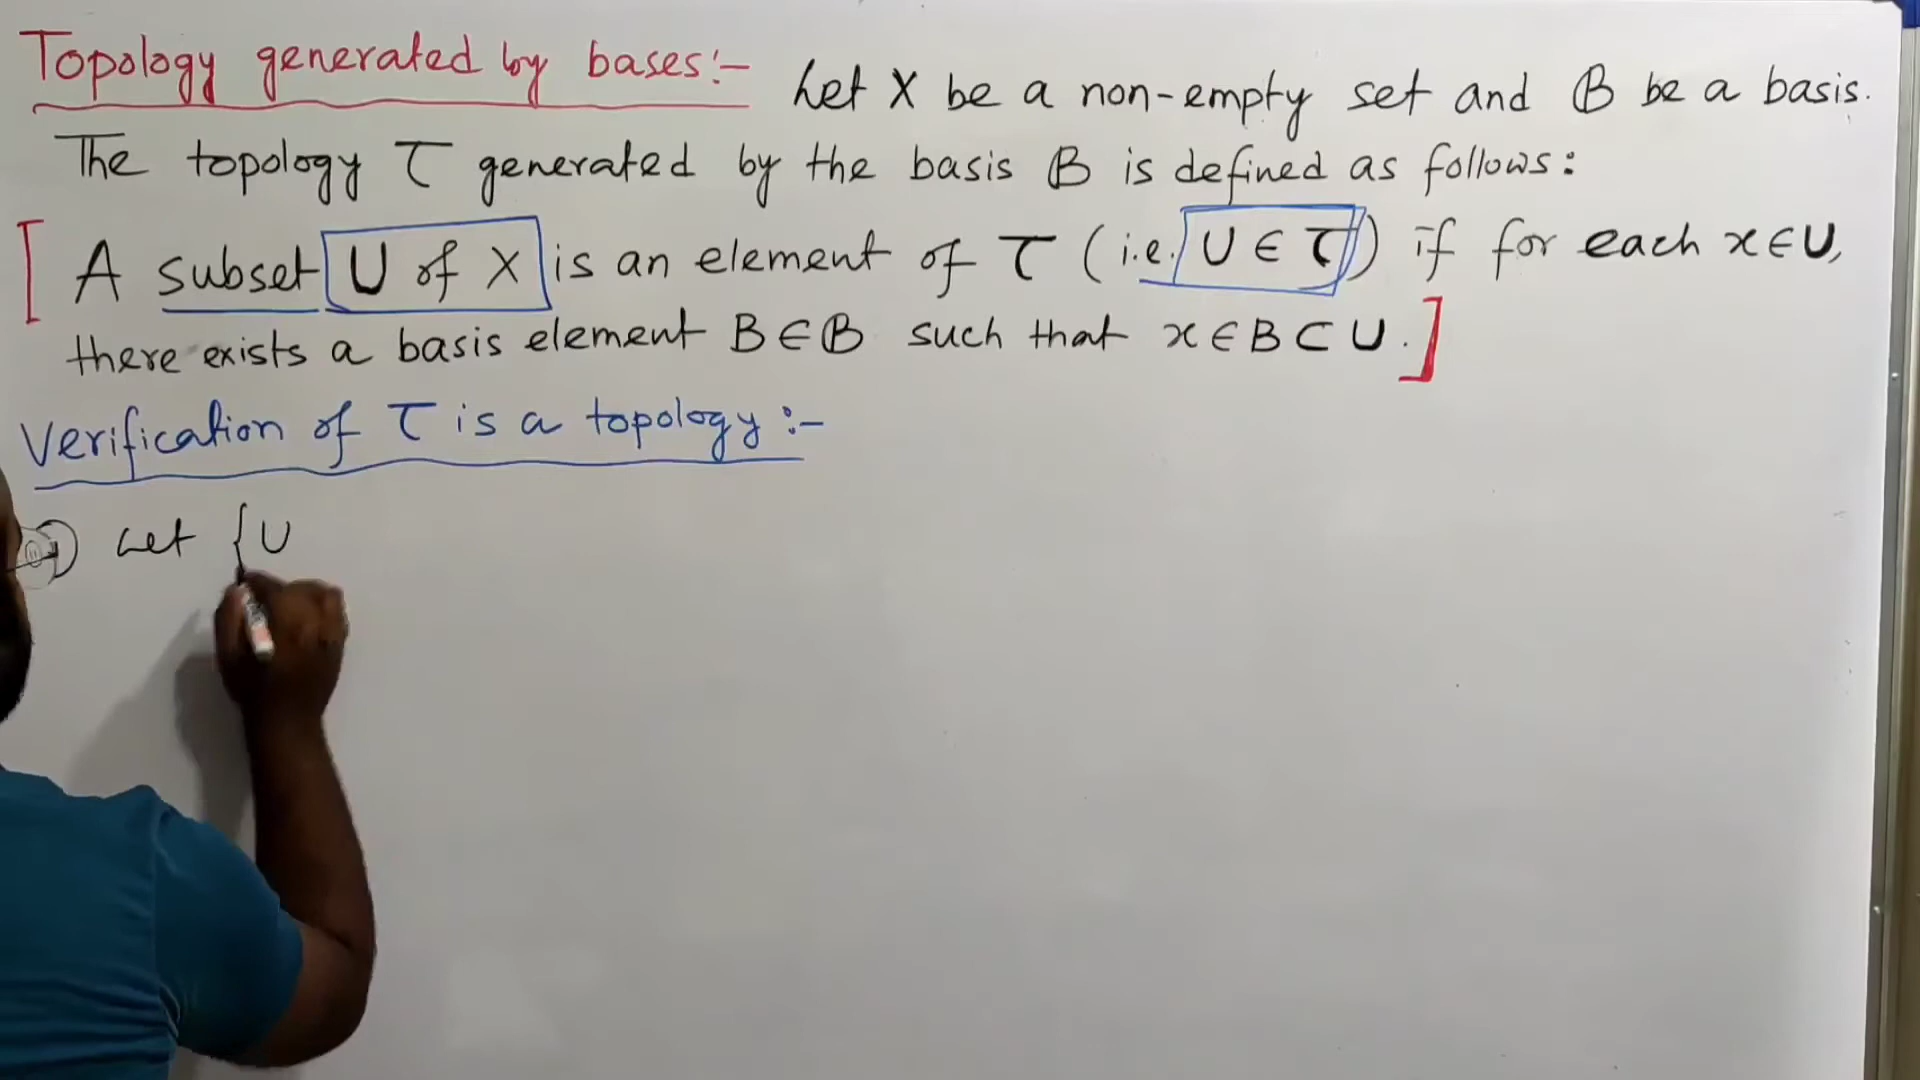 Topology generated by bases:- Let X be a non-empty set and B be a basis.
The topology τ generated by the basis B is defined as follows:
[ A subset U of X is an element of τ (i.e. U ∈ τ) if for each x ∈ U,
there exists a basis element B ∈ B such that x ∈ B ⊂ U. ]
Verification of τ is a topology :-
) Let { U